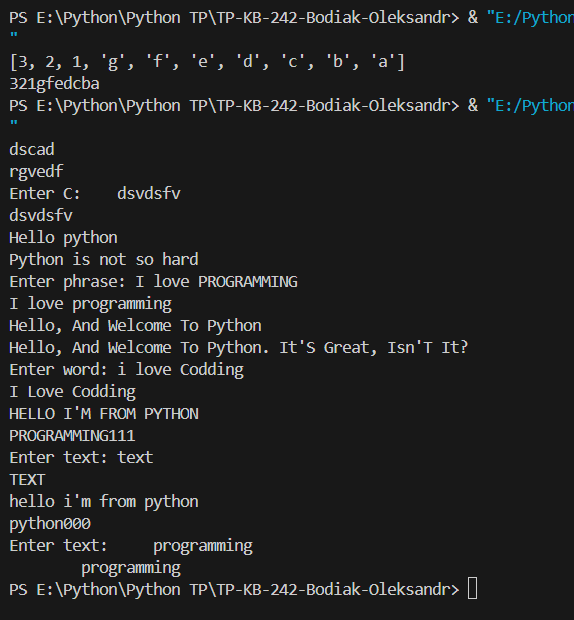 PS E:\Python\Python TP\TP-KB-242-Bodiak-Oleksandr> & "E:/Python
"
[3, 2, 1, 'g', 'f', 'e', 'd', 'c', 'b', 'a']
321gfedcba
PS E:\Python\Python TP\TP-KB-242-Bodiak-Oleksandr> & "E:/Python
"
dscad
rgvedf
Enter C:    dsvdsfv
dsvdsfv
Hello python
Python is not so hard
Enter phrase: I love PROGRAMMING
I love programming
Hello, And Welcome To Python
Hello, And Welcome To Python. It'S Great, Isn'T It?
Enter word: i love Codding
I Love Codding
HELLO I'M FROM PYTHON
PROGRAMMING111
Enter text: text
TEXT
hello i'm from python
python000
Enter text:     programming
        programming
PS E:\Python\Python TP\TP-KB-242-Bodiak-Oleksandr>